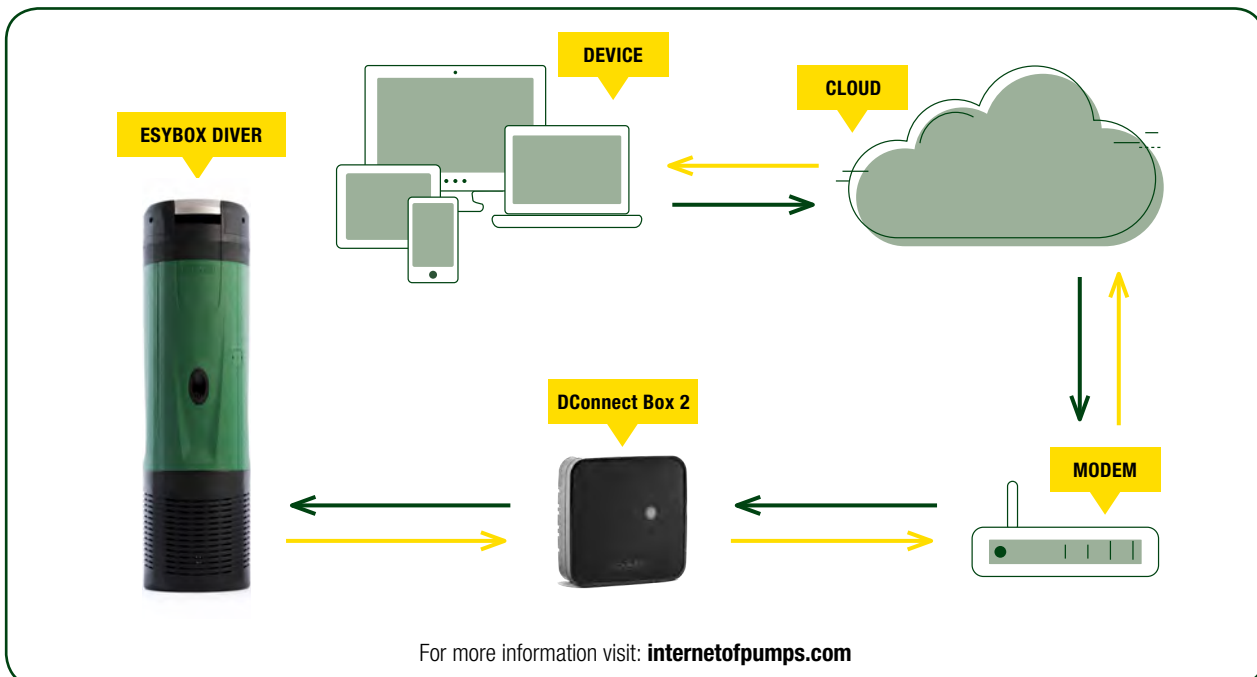 DEVICE
CLOUD
ESYBOX DIVER
DConnect Box 2
MODEM
For more information visit: internetofpumps.com